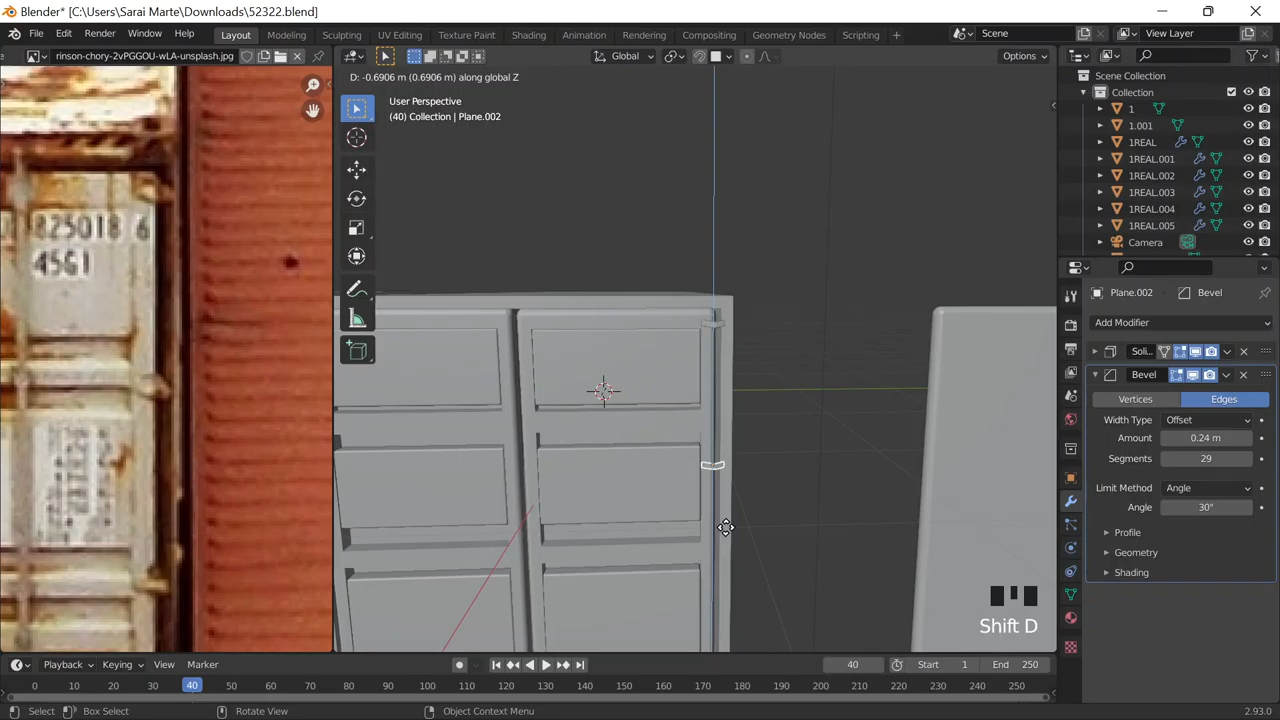 Blender* [C:\Users\Sarai Marte\Downloads\52322.blend]
File Edit Render Window Help Layout Modeling Sculpting UV Editing Texture Paint Shading Animation Rendering Compositing Geometry Nodes Scripting Scene View Layer
rinson-chory-2vPGGOU-wLA-unsplash.jpg Global Options
D: -0.6906 m (0.6906 m) along global Z
User Perspective
(40) Collection | Plane.002
Scene Collection
Collection
1
1.001
1REAL
1REAL.001
1REAL.002
1REAL.003
1REAL.004
1REAL.005
Camera
825018 6
45G1
Plane.002 Bevel
Add Modifier
Soli...
Bevel
Vertices Edges
Width Type Offset
Amount 0.24 m
Segments 29
Limit Method Angle
Angle 30°
Profile
Geometry
Shading
Shift D
Playback Keying View Marker 40 Start 1 End 250
0 10 20 30 40 50 60 70 80 90 100 110 120 130 140 150 160 170 180 190 200 210 220 230 240 250
Select Box Select Rotate View Object Context Menu 2.93.0